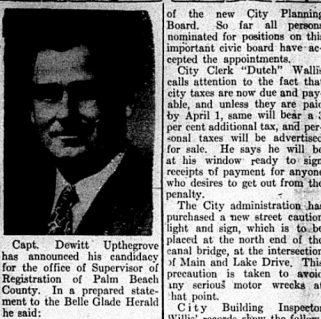 Capt. Dewitt Upthegrove
has announced his candidacy
for the office of Supervisor of
Registration of Palm Beach
County. In a prepared state-
ment to the Belle Glade Herald
he said:
of the new City Planning
Board. So far all persons
nominated for positions on this
important civic board have ac-
cepted the appointments.
City Clerk "Dutch" Wallis
calls attention to the fact that
city taxes are now due and pay-
able, and unless they are paid
by April 1, same will bear a
per cent additional tax, and per-
sonal taxes will be advertised
for sale. He says he will be
at his window ready to sign
receipts of payment for anyone
who desires to get out from the
penalty.
The City administration has
purchased a new street caution
light and sign, which is to be
placed at the north end of the
canal bridge, at the intersection
of Main and Lake Drive. This
precaution is taken to avoid
any serious motor wrecks at
that point.
City Building Inspector